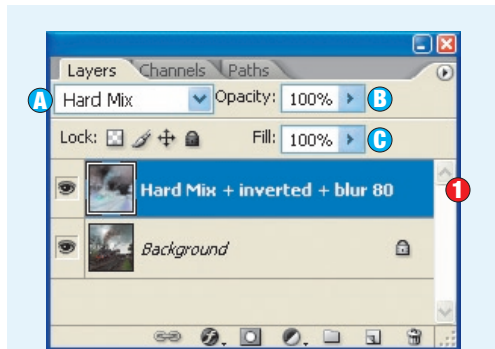 Layers Channels Paths
A Hard Mix Opacity: 100% B
Lock: Fill: 100% C
Hard Mix + inverted + blur 80 1
Background